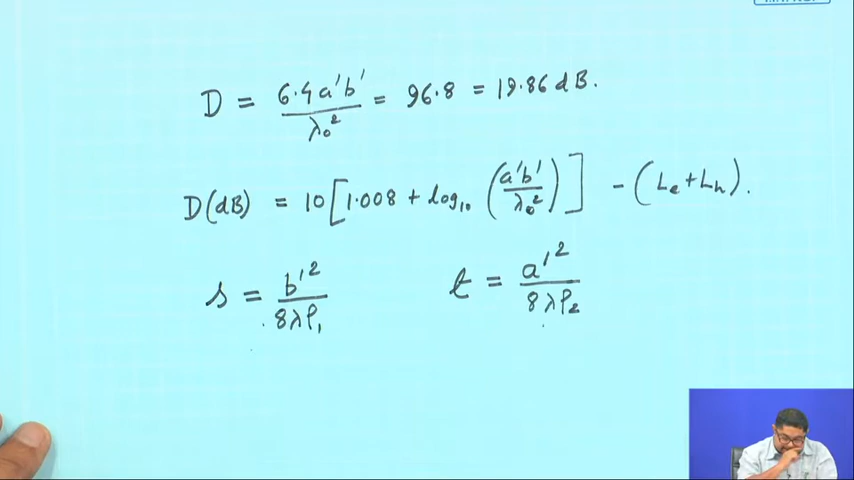 D = 6.4a'b' / λ₀² = 96.8 = 19.86 dB.
D(dB) = 10[1.008 + log₁₀ (a'b' / λ₀²)] - (Lₑ+Lₕ).
s = b'² / 8λρ₁ t = a'² / 8λρ₂